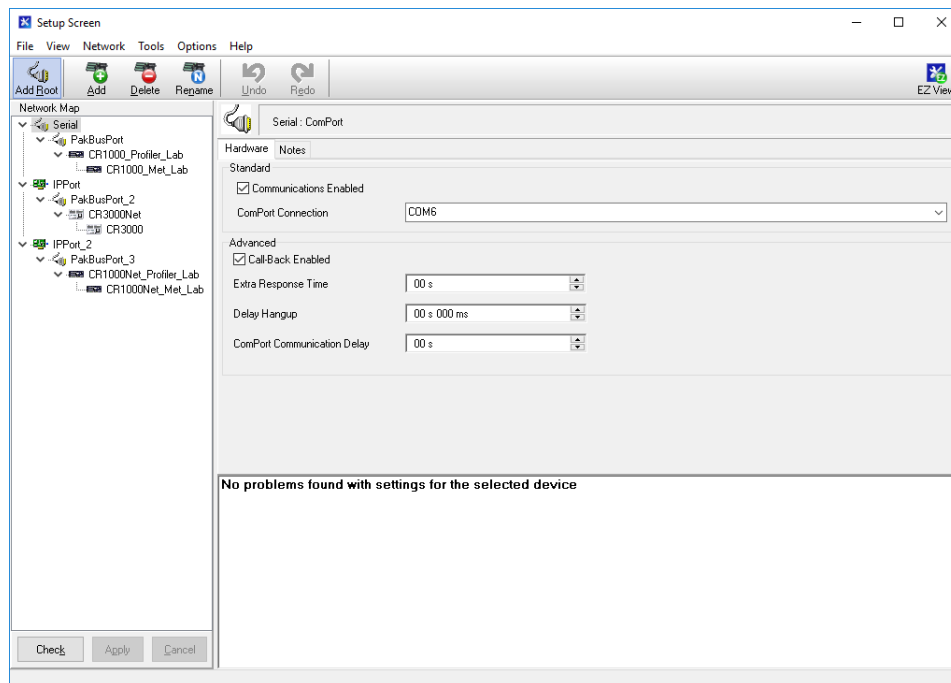 Setup Screen
File View Network Tools Options Help
Add Root Add Delete Rename Undo Redo EZ View
Network Map
Serial
PakBusPort
CR1000_Profiler_Lab
CR1000_Met_Lab
IPPort
PakBusPort_2
CR3000Net
CR3000
IPPort_2
PakBusPort_3
CR1000Net_Profiler_Lab
CR1000Net_Met_Lab
Check Apply Cancel
Serial : ComPort
Hardware Notes
Standard
Communications Enabled
ComPort Connection COM6
Advanced
Call-Back Enabled
Extra Response Time 00 s
Delay Hangup 00 s 000 ms
ComPort Communication Delay 00 s
No problems found with settings for the selected device